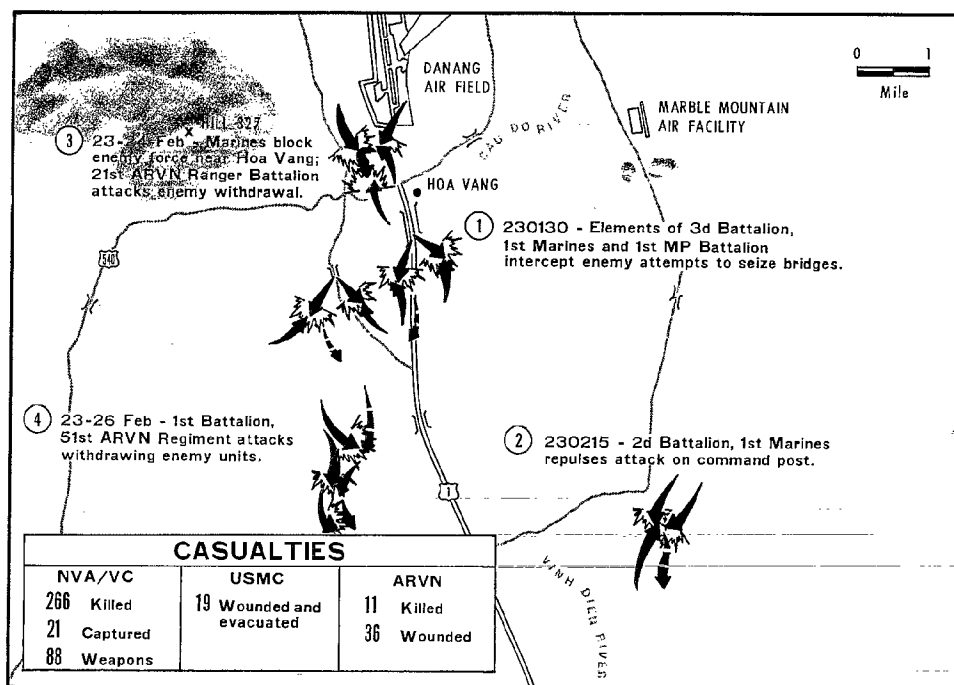 DANANG
AIR FIELD
0 1
Mile
MARBLE MOUNTAIN
AIR FACILITY
CAU DO RIVER
HILL 327
X
3 23-24 Feb - Marines block
enemy force near Hoa Vang;
21st ARVN Ranger Battalion
attacks enemy withdrawal.
HOA VANG
1 230130 - Elements of 3d Battalion,
1st Marines and 1st MP Battalion
intercept enemy attempts to seize bridges.
540
4 23-26 Feb - 1st Battalion,
51st ARVN Regiment attacks
withdrawing enemy units.
2 230215 - 2d Battalion, 1st Marines
repulses attack on command post.
1
VINH DIEN RIVER
CASUALTIES
NVA/VC
266 Killed
21 Captured
88 Weapons
USMC
19 Wounded and
evacuated
ARVN
11 Killed
36 Wounded